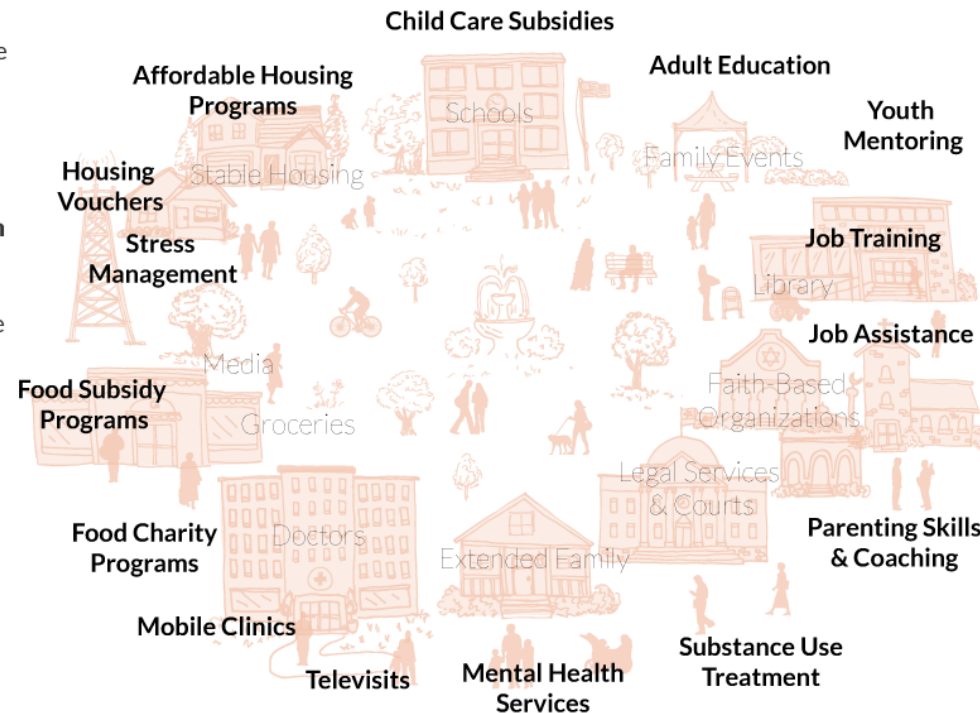 Child Care Subsidies
e
Adult Education
Affordable Housing
Programs
Schools
Youth
Mentoring
Family Events
Stable Housing
Housing
Vouchers
n
Stress
Management
Job Training
Library
e
Job Assistance
Media
Food Subsidy
Programs
Faith-Based
Organizations
Groceries
Legal Services
& Courts
Food Charity
Programs
Doctors
Extended Family
Parenting Skills
& Coaching
Mobile Clinics
Televisits
Mental Health
Services
Substance Use
Treatment